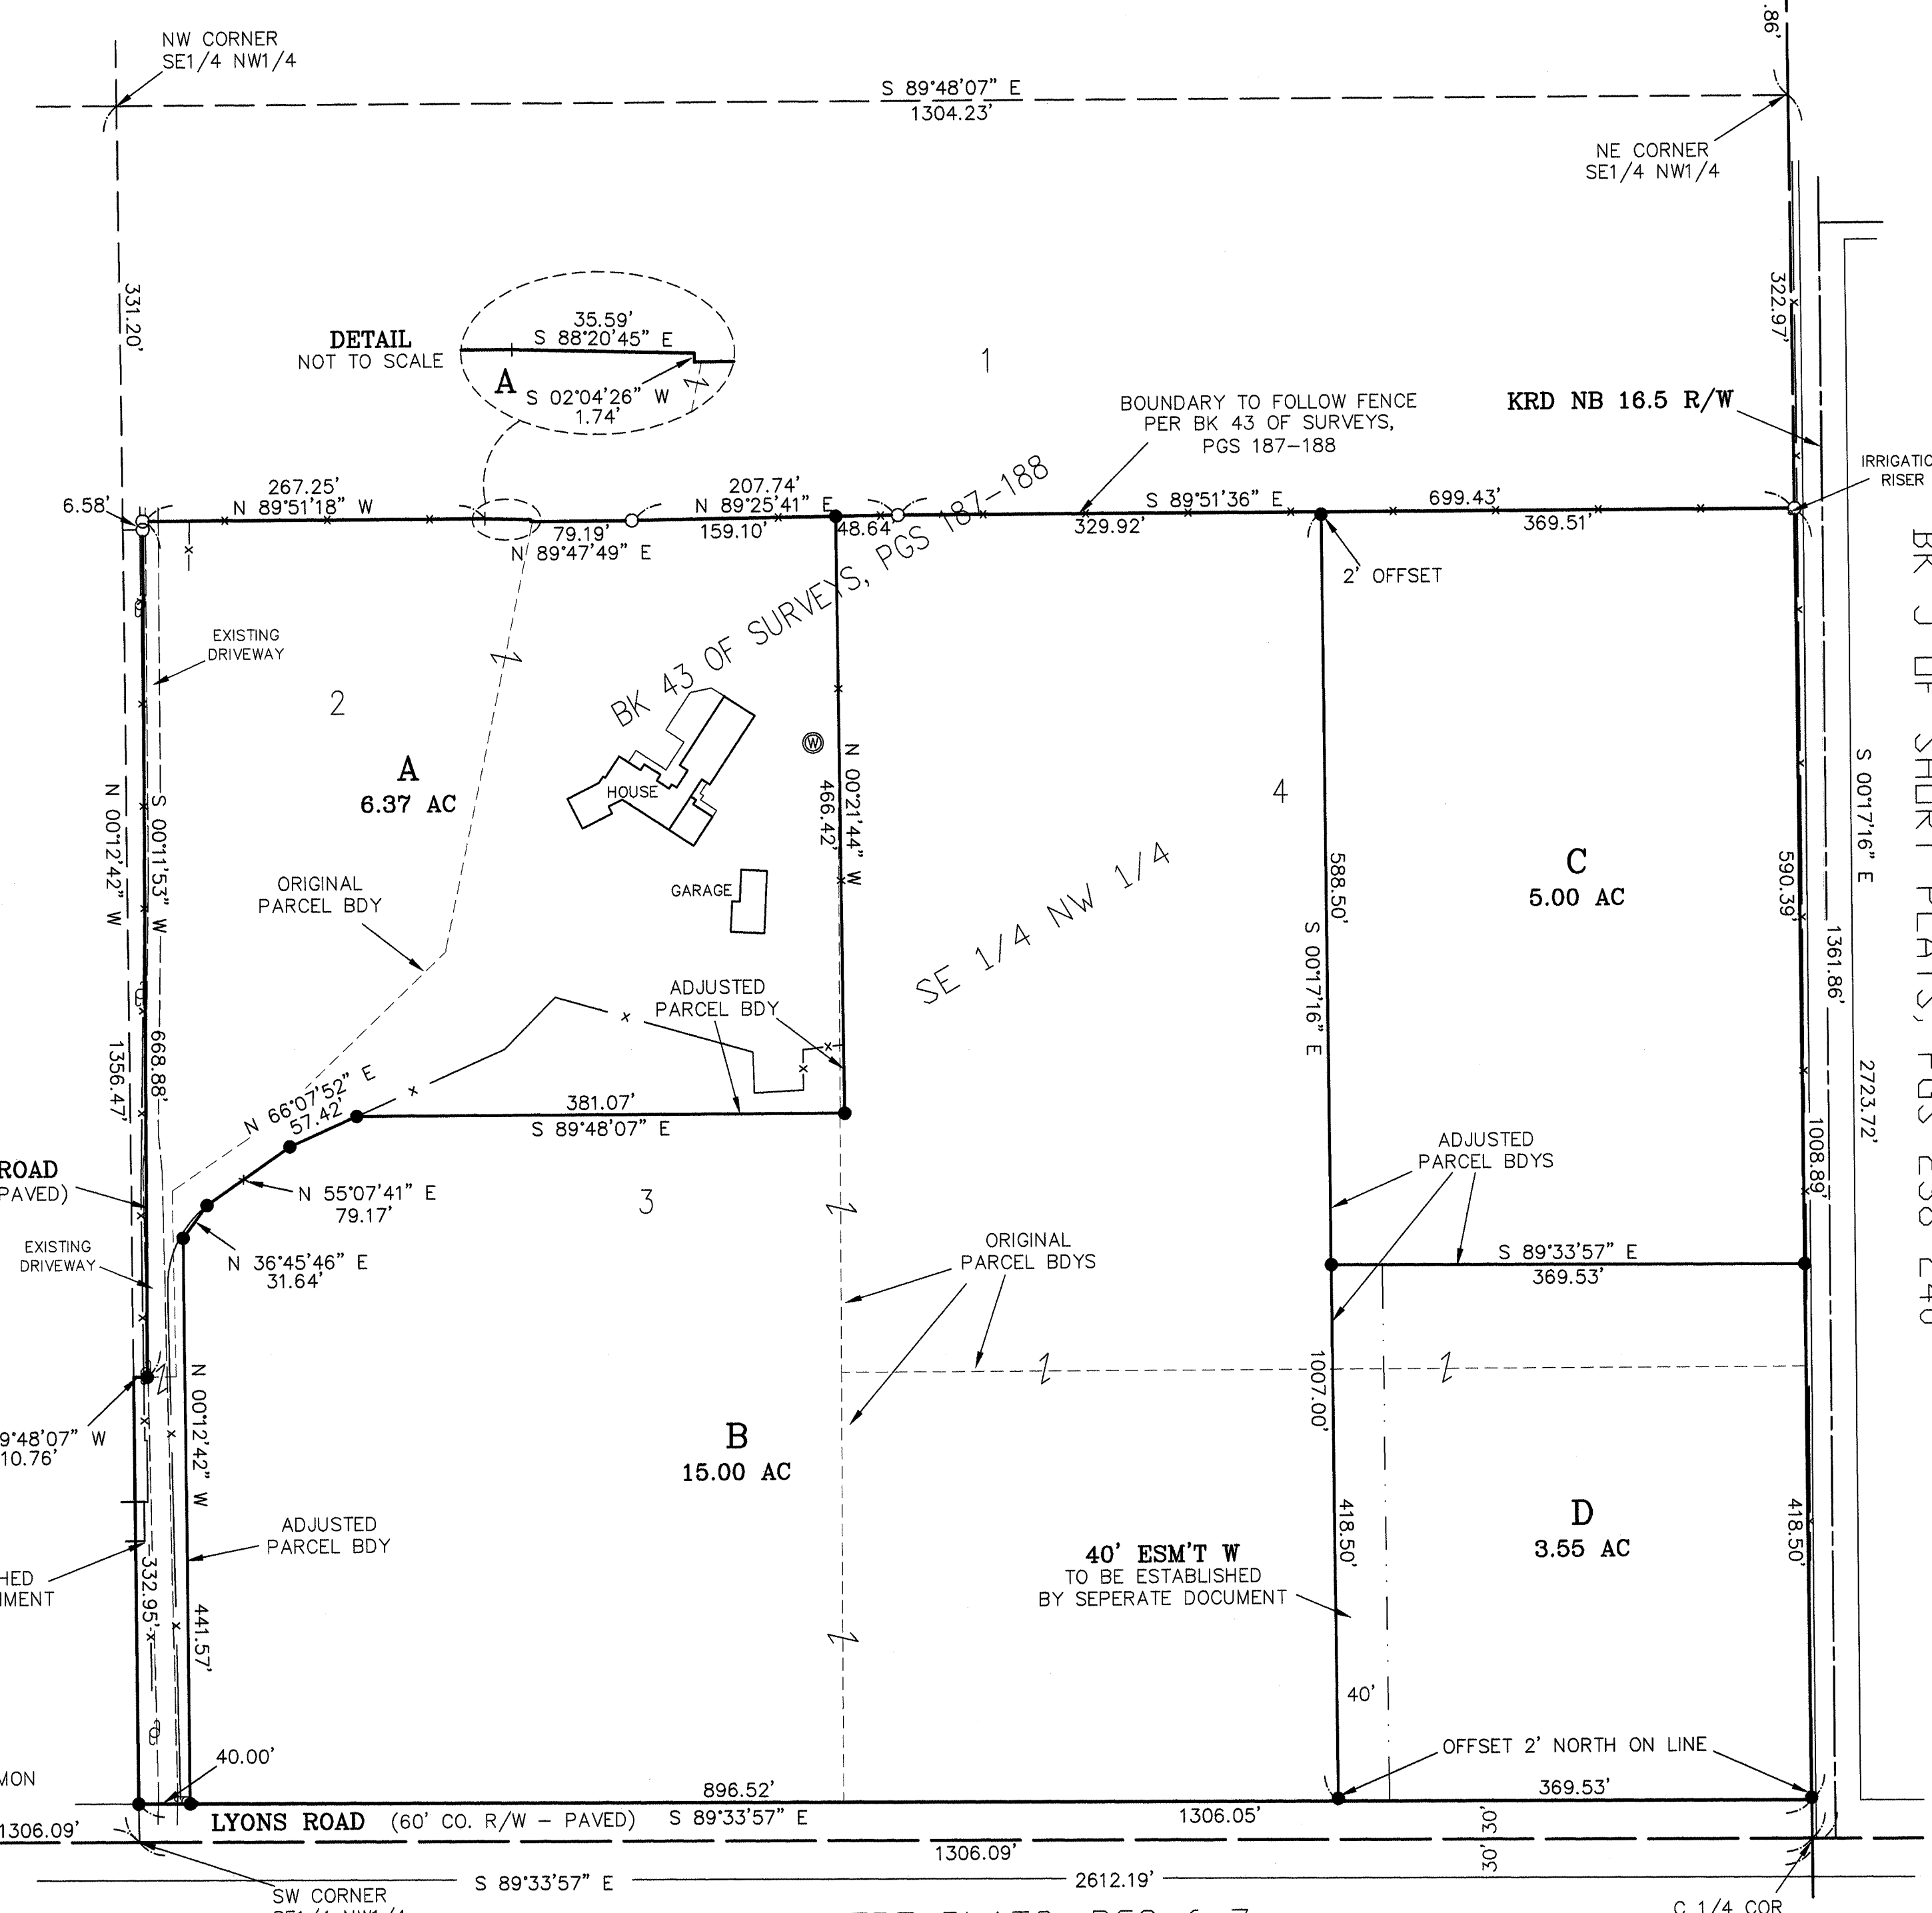 .86'
NW CORNER
SE1/4 NW1/4
S 89°48'07" E
1304.23'
NE CORNER
SE1/4 NW1/4
331.20'
322.97'
DETAIL
NOT TO SCALE
35.59'
S 88°20'45" E
A
S 02°04'26" W
1.74'
1
BOUNDARY TO FOLLOW FENCE
PER BK 43 OF SURVEYS,
PGS 187-188
KRD NB 16.5 R/W
RISER
6.58'
267.25'
N 89°51'18" W
79.19'
N 89°47'49" E
207.74'
N 89°25'41" E
159.10'
48.64
S 89°51'36" E
329.92'
699.43'
369.51'
2' OFFSET
BK 43 OF SURVEYS, PGS 187-188
EXISTING
DRIVEWAY
2
A
6.37 AC
HOUSE
W
GARAGE
N 00°21'44" W
466.42'
4
SE 1/4 NW 1/4
C
5.00 AC
588.50'
S 00°17'16" E
590.39'
S 00°17'16" E
1361.86'
2723.72'
1008.89'
N 00°12'42" W
1356.47'
S 00°11'53" W
668.88'
ORIGINAL
PARCEL BDY
ADJUSTED
PARCEL BDY
N 66°07'52" E
57.42'
381.07'
S 89°48'07" E
ROAD
PAVED)
N 55°07'41" E
79.17'
3
EXISTING
DRIVEWAY
N 36°45'46" E
31.64'
ORIGINAL
PARCEL BDYS
ADJUSTED
PARCEL BDYS
S 89°33'57" E
369.53'
9°48'07" W
10.76'
N 00°12'42" W
441.57'
332.95'
ADJUSTED
PARCEL BDY
B
15.00 AC
1007.00'
418.50'
D
3.55 AC
418.50'
40' ESM'T W
TO BE ESTABLISHED
BY SEPERATE DOCUMENT
40'
HED
MENT
MON
40.00'
OFFSET 2' NORTH ON LINE
896.52'
369.53'
LYONS ROAD (60' CO. R/W - PAVED) S 89°33'57" E
1306.05'
30' 30'
1306.09'
1306.09'
S 89°33'57" E
2612.19'
SW CORNER
C 1/4 COR